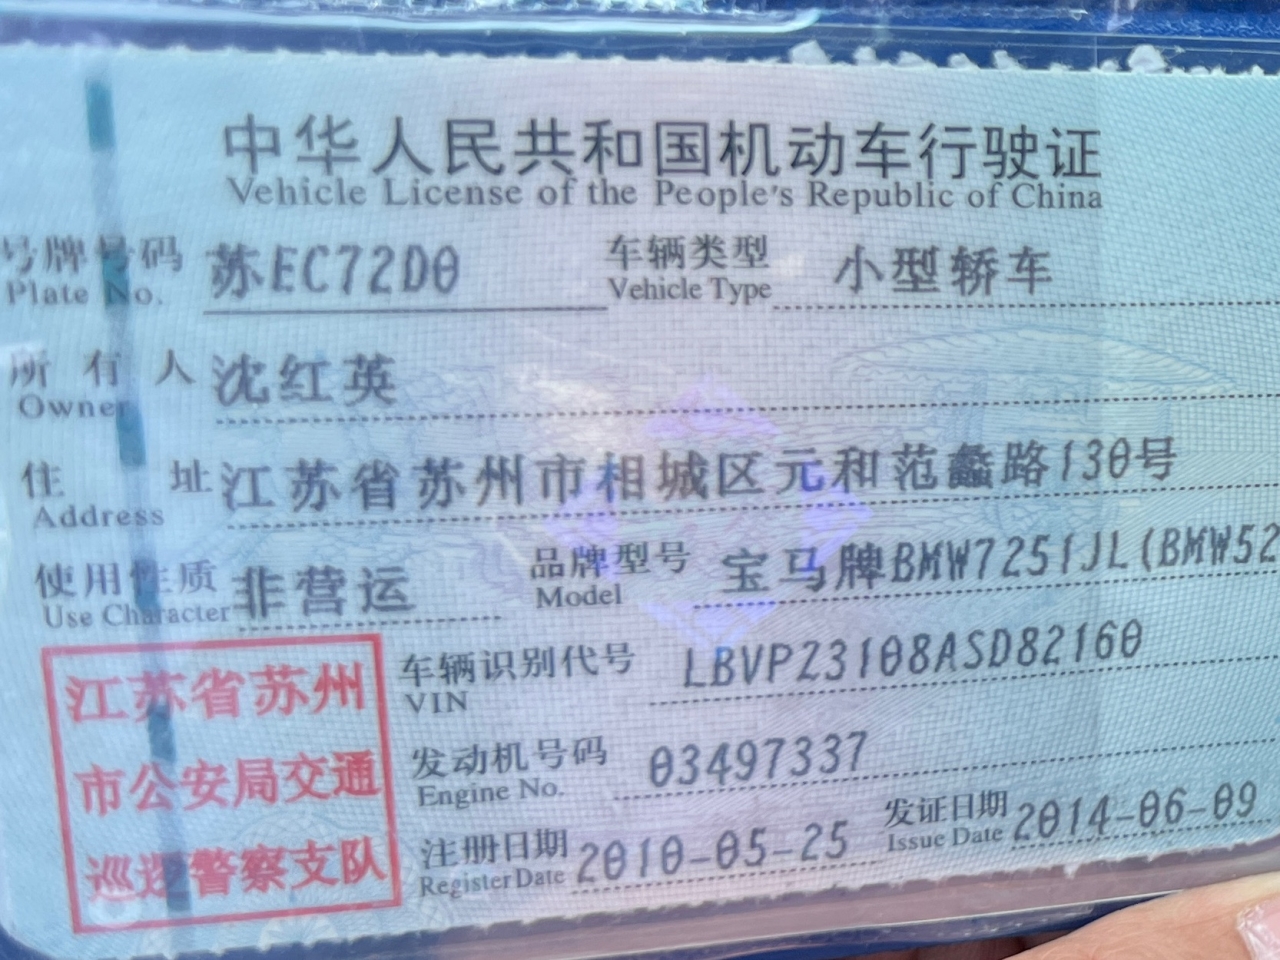 中华人民共和国机动车行驶证
Vehicle License of the People's Republic of China
号牌号码 苏EC72D0 车辆类型 小型轿车
Plate No. Vehicle Type
所有人 沈红英
Owner
住址 江苏省苏州市相城区元和范蠡路130号
Address
使用性质 非营运 品牌型号 宝马牌BMW7251JL(BMW52
Use Character Model
江苏省苏州 车辆识别代号 LBVPZ3108ASD82160
VIN
市公安局交通 发动机号码 03497337
Engine No.
巡逻警察支队 注册日期 2010-05-25 发证日期 2014-06-09
Register Date Issue Date